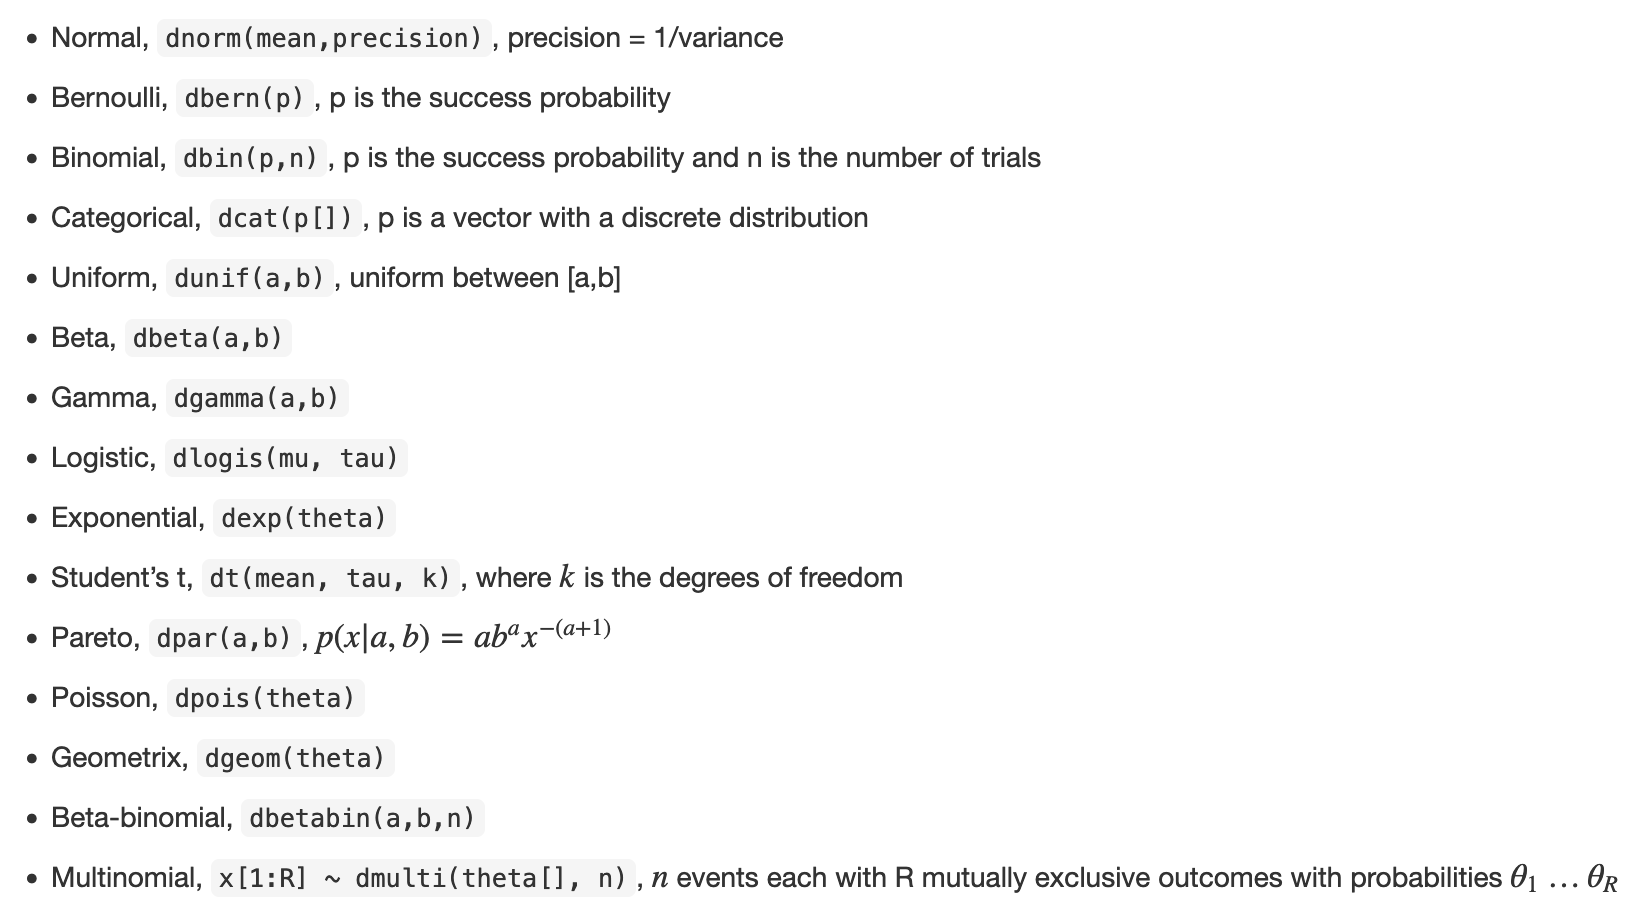 • Normal, dnorm(mean,precision), precision = 1/variance
• Bernoulli, dbern(p), p is the success probability
• Binomial, dbin(p,n), p is the success probability and n is the number of trials
• Categorical, dcat(p[]), p is a vector with a discrete distribution
• Uniform, dunif(a,b), uniform between [a,b]
• Beta, dbeta(a,b)
• Gamma, dgamma(a,b)
• Logistic, dlogis(mu, tau)
• Exponential, dexp(theta)
• Student’s t, dt(mean, tau, k), where k is the degrees of freedom
• Pareto, dpar(a,b), p(x|a, b) = ab^a x^−(a+1)
• Poisson, dpois(theta)
• Geometrix, dgeom(theta)
• Beta-binomial, dbetabin(a,b,n)
• Multinomial, x[1:R] ~ dmulti(theta[], n), n events each with R mutually exclusive outcomes with probabilities θ₁ … θ_R